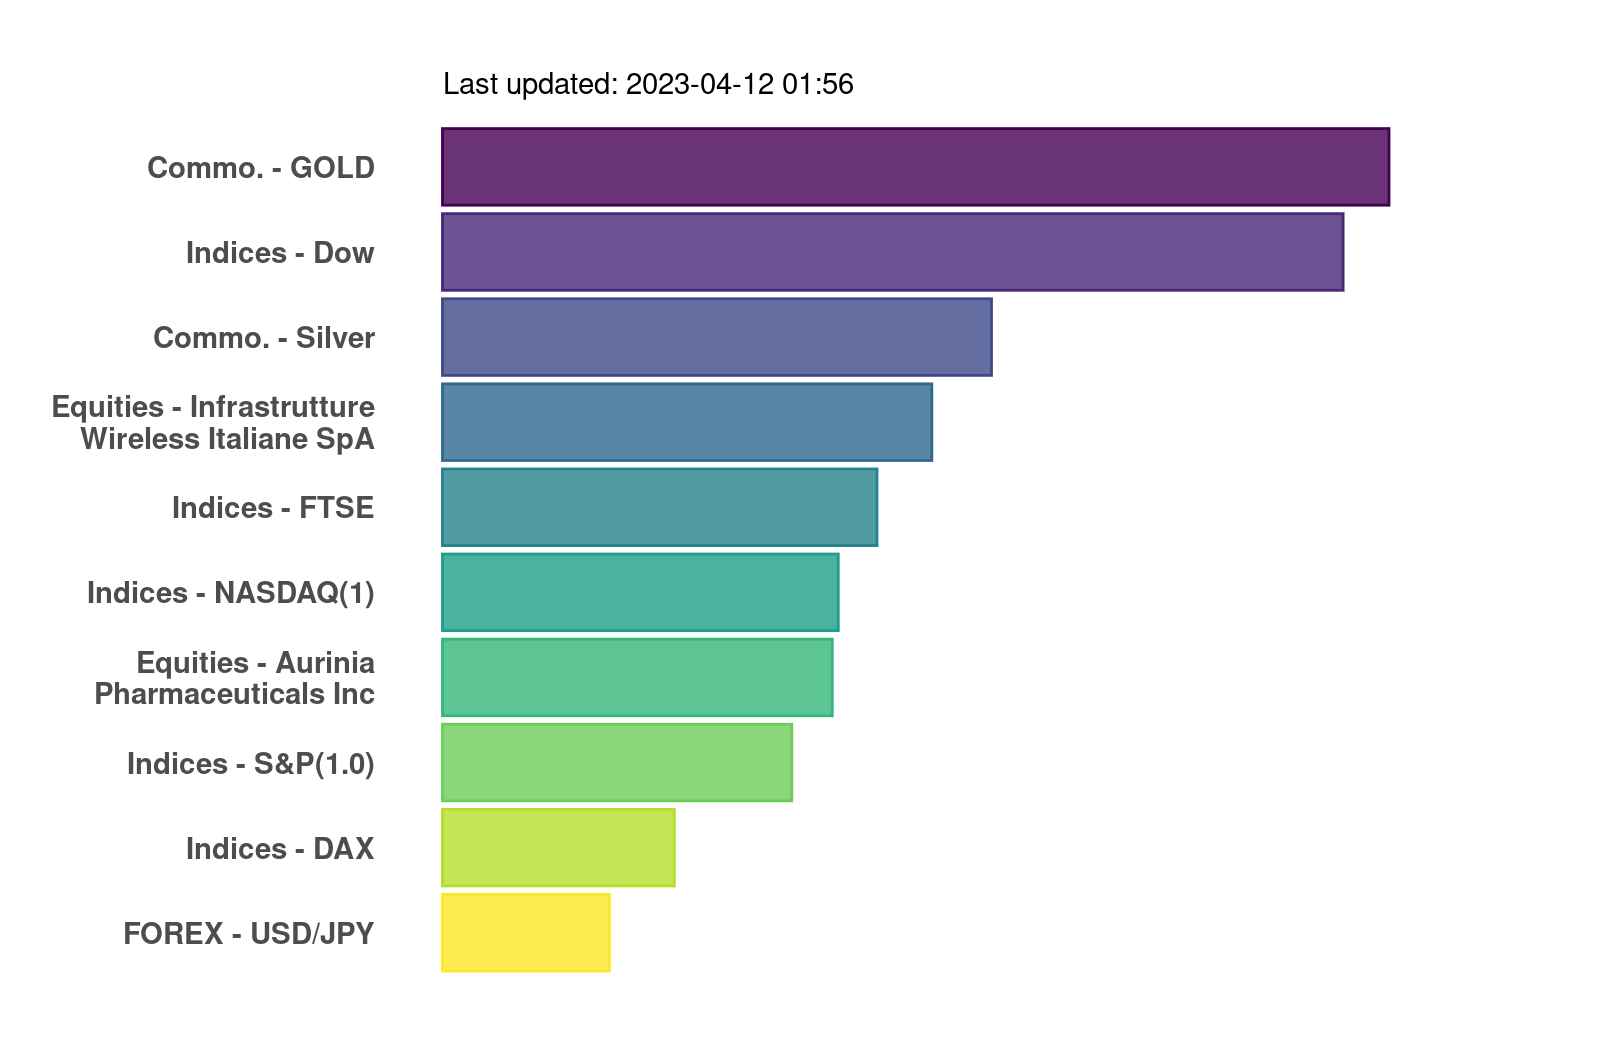 Last updated: 2023-04-12 01:56
Commo. - GOLD
Indices - Dow
Commo. - Silver
Equities - Infrastrutture
Wireless Italiane SpA
Indices - FTSE
Indices - NASDAQ(1)
Equities - Aurinia
Pharmaceuticals Inc
Indices - S&P(1.0)
Indices - DAX
FOREX - USD/JPY